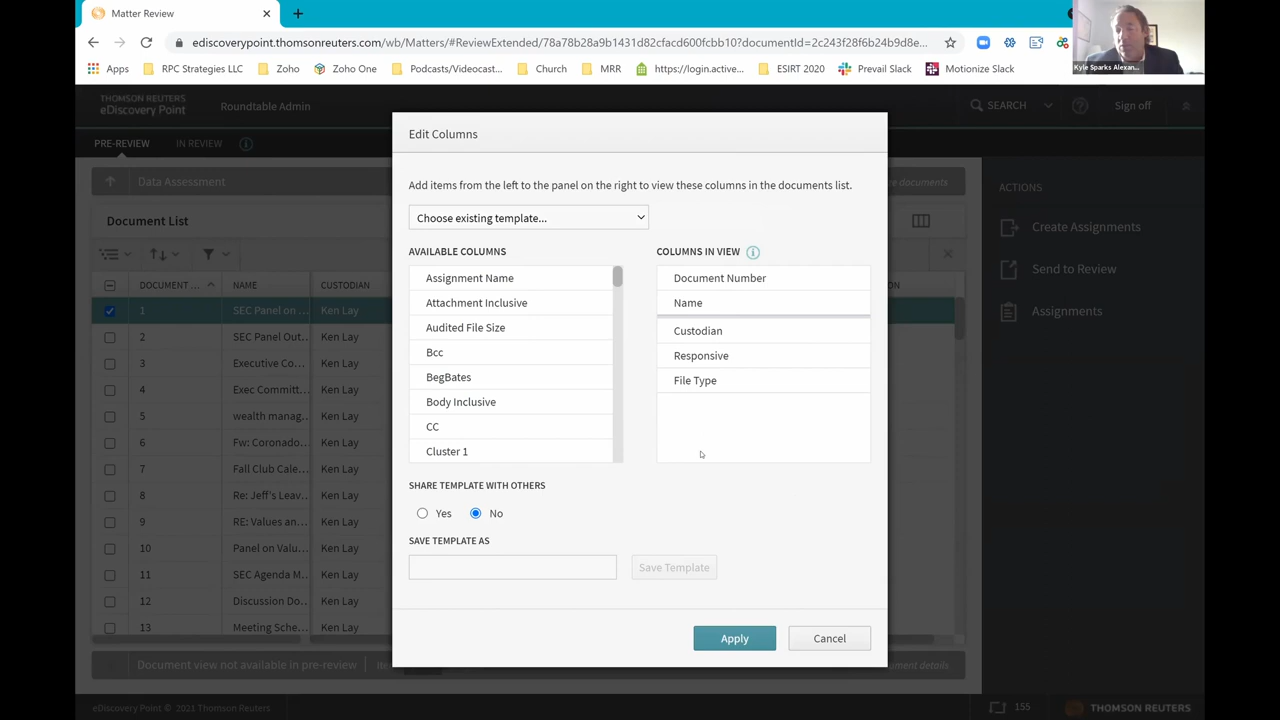 Matter Review
ediscoverypoint.thomsonreuters.com/wb/Matters/#ReviewExtended/78a78b28a9b1431d82cfacd600fcbb10?documentId=2c243f28f6b24b9d8e...
Apps RPC Strategies LLC Zoho Zoho One Podcasts/Videocast... Church MRR https://login.active... ESIRT 2020 Prevail Slack Motionize Slack
Kyle Sparks Alexan...
THOMSON REUTERS
eDiscovery Point
Roundtable Admin
SEARCH
Sign off
PRE-REVIEW IN REVIEW
Data Assessment
documents
Document List
DOCUMENT ... NAME CUSTODIAN
1 SEC Panel on ... Ken Lay
2 SEC Panel Out... Ken Lay
3 Executive Co... Ken Lay
4 Exec Committ... Ken Lay
5 wealth manag... Ken Lay
6 Fw: Coronado... Ken Lay
7 Fall Club Cale... Ken Lay
8 Re: Jeff's Leav... Ken Lay
9 RE: Values an... Ken Lay
10 Panel on Valu... Ken Lay
11 SEC Agenda M... Ken Lay
12 Discussion Do... Ken Lay
13 Meeting Sche... Ken Lay
Document view not available in pre-review
Edit Columns
Add items from the left to the panel on the right to view these columns in the documents list.
Choose existing template...
AVAILABLE COLUMNS
Assignment Name
Attachment Inclusive
Audited File Size
Bcc
BegBates
Body Inclusive
CC
Cluster 1
COLUMNS IN VIEW
Document Number
Name
Custodian
Responsive
File Type
SHARE TEMPLATE WITH OTHERS
Yes No
SAVE TEMPLATE AS
Save Template
Apply Cancel
ACTIONS
Create Assignments
Send to Review
Assignments
eDiscovery Point © 2021 Thomson Reuters
155
THOMSON REUTERS